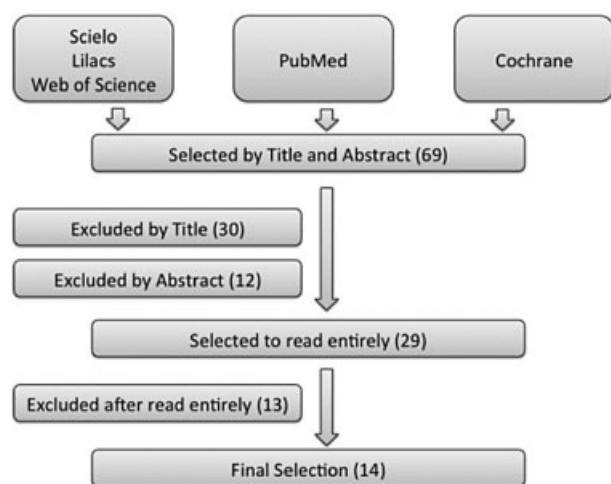 Scielo
Lilacs
Web of Science
PubMed
Cochrane
Selected by Title and Abstract (69)
Excluded by Title (30)
Excluded by Abstract (12)
Selected to read entirely (29)
Excluded after read entirely (13)
Final Selection (14)